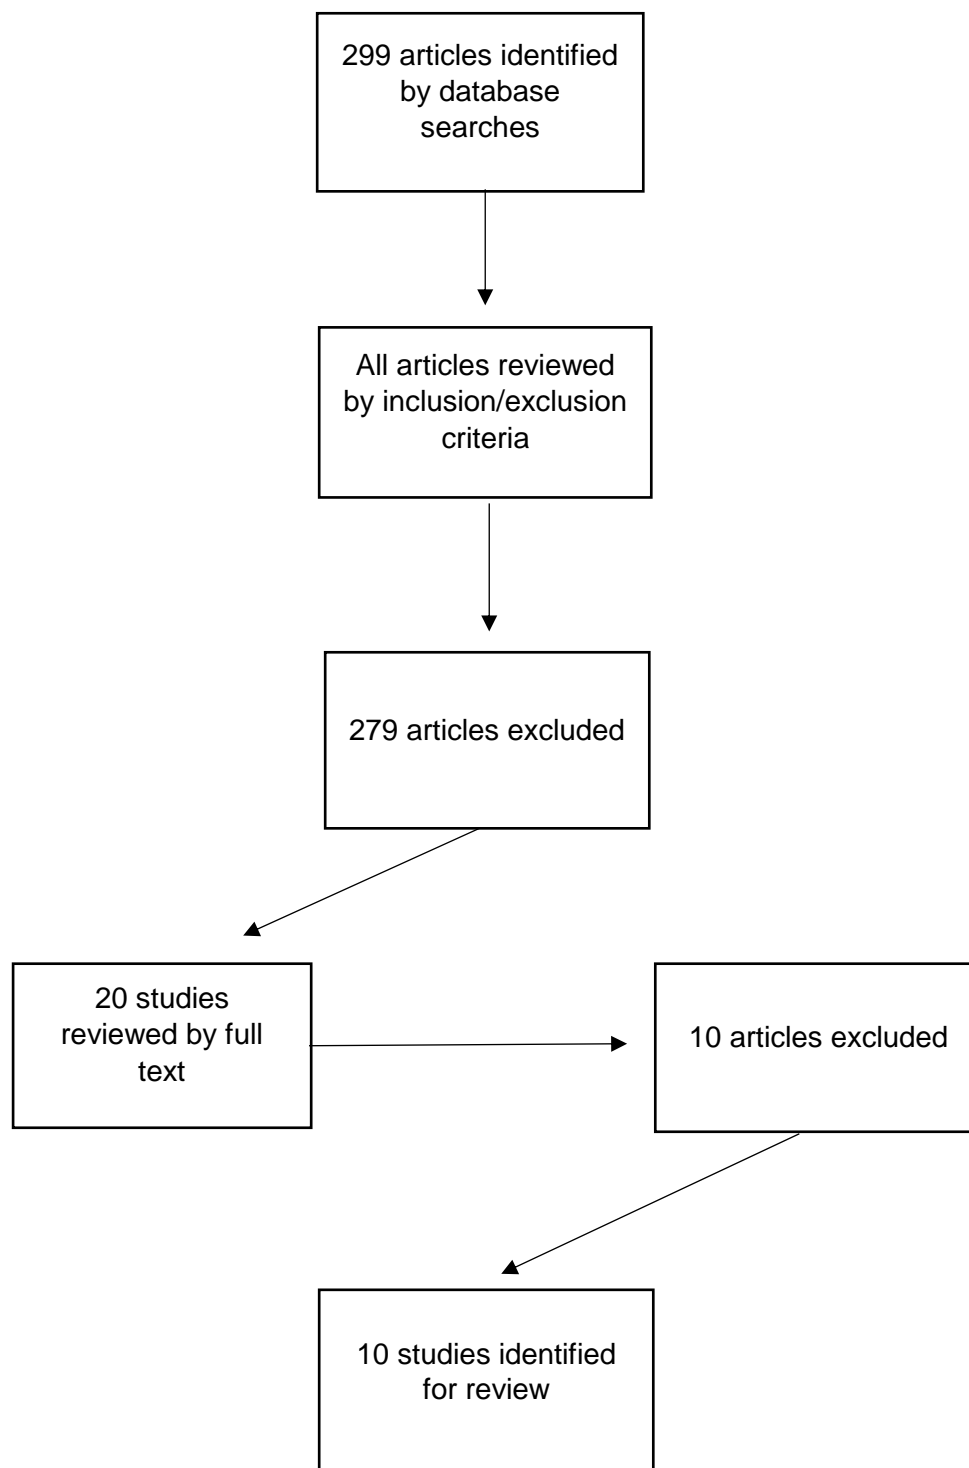 299 articles identified
by database
searches
All articles reviewed
by inclusion/exclusion
criteria
279 articles excluded
20 studies
reviewed by full
text
10 articles excluded
10 studies identified
for review